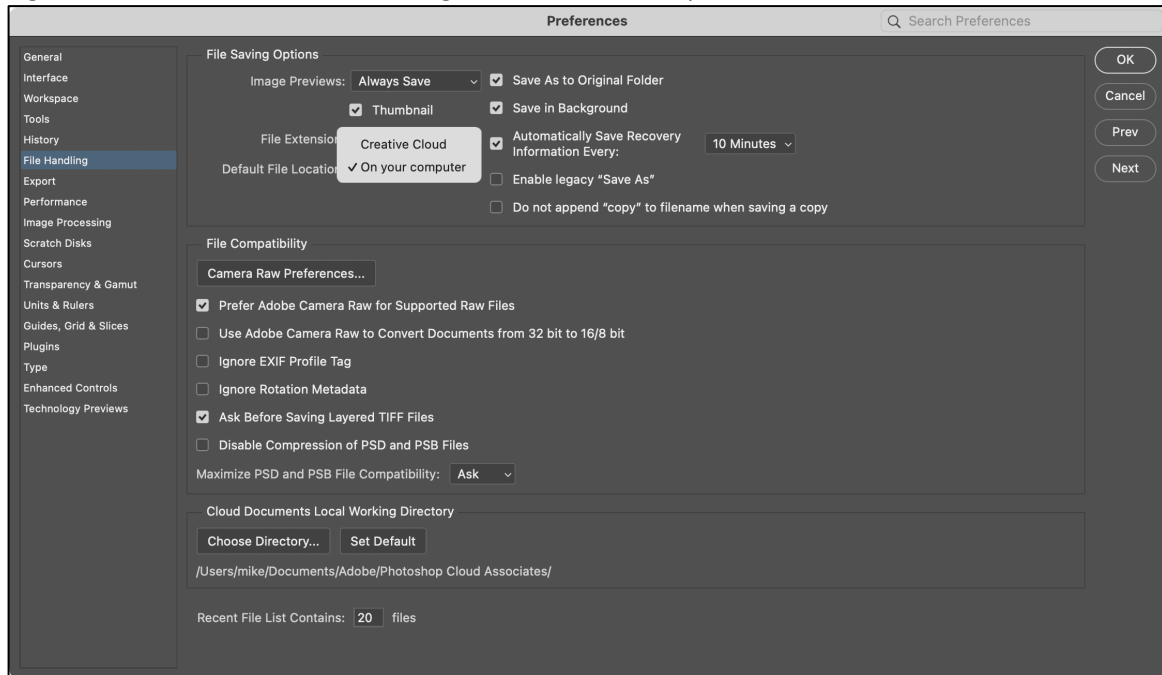 Preferences
Search Preferences
General
Interface
Workspace
Tools
History
File Handling
Export
Performance
Image Processing
Scratch Disks
Cursors
Transparency & Gamut
Units & Rulers
Guides, Grid & Slices
Plugins
Type
Enhanced Controls
Technology Previews
File Saving Options
Image Previews: Always Save
Thumbnail
File Extension
Creative Cloud
Default File Location
✓ On your computer
Save As to Original Folder
Save in Background
Automatically Save Recovery
Information Every: 10 Minutes
Enable legacy “Save As”
Do not append “copy” to filename when saving a copy
File Compatibility
Camera Raw Preferences...
Prefer Adobe Camera Raw for Supported Raw Files
Use Adobe Camera Raw to Convert Documents from 32 bit to 16/8 bit
Ignore EXIF Profile Tag
Ignore Rotation Metadata
Ask Before Saving Layered TIFF Files
Disable Compression of PSD and PSB Files
Maximize PSD and PSB File Compatibility: Ask
Cloud Documents Local Working Directory
Choose Directory... Set Default
/Users/mike/Documents/Adobe/Photoshop Cloud Associates/
Recent File List Contains: 20 files
OK
Cancel
Prev
Next